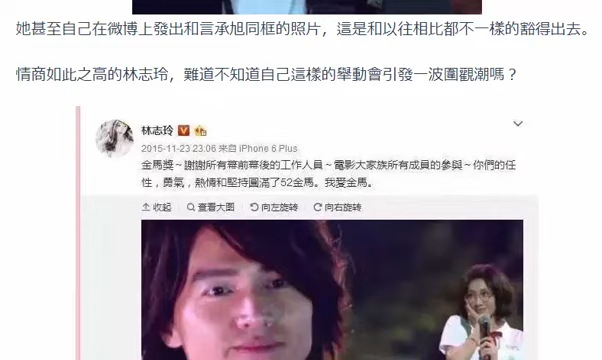 她甚至自己在微博上發出和言承旭同框的照片，這是和以往相比都不一樣的豁得出去。
情商如此之高的林志玲，難道不知道自己這樣的舉動會引發一波圍觀潮嗎？
林志玲
2015-11-23 23:06 来自 iPhone 6 Plus
金馬獎～謝謝所有幕前幕後的工作人員～電影大家族所有成員的參與～你們的任
性，勇氣，熱情和堅持圓滿了52金馬。我愛金馬。
收起 查看大图 向左旋转 向右旋转